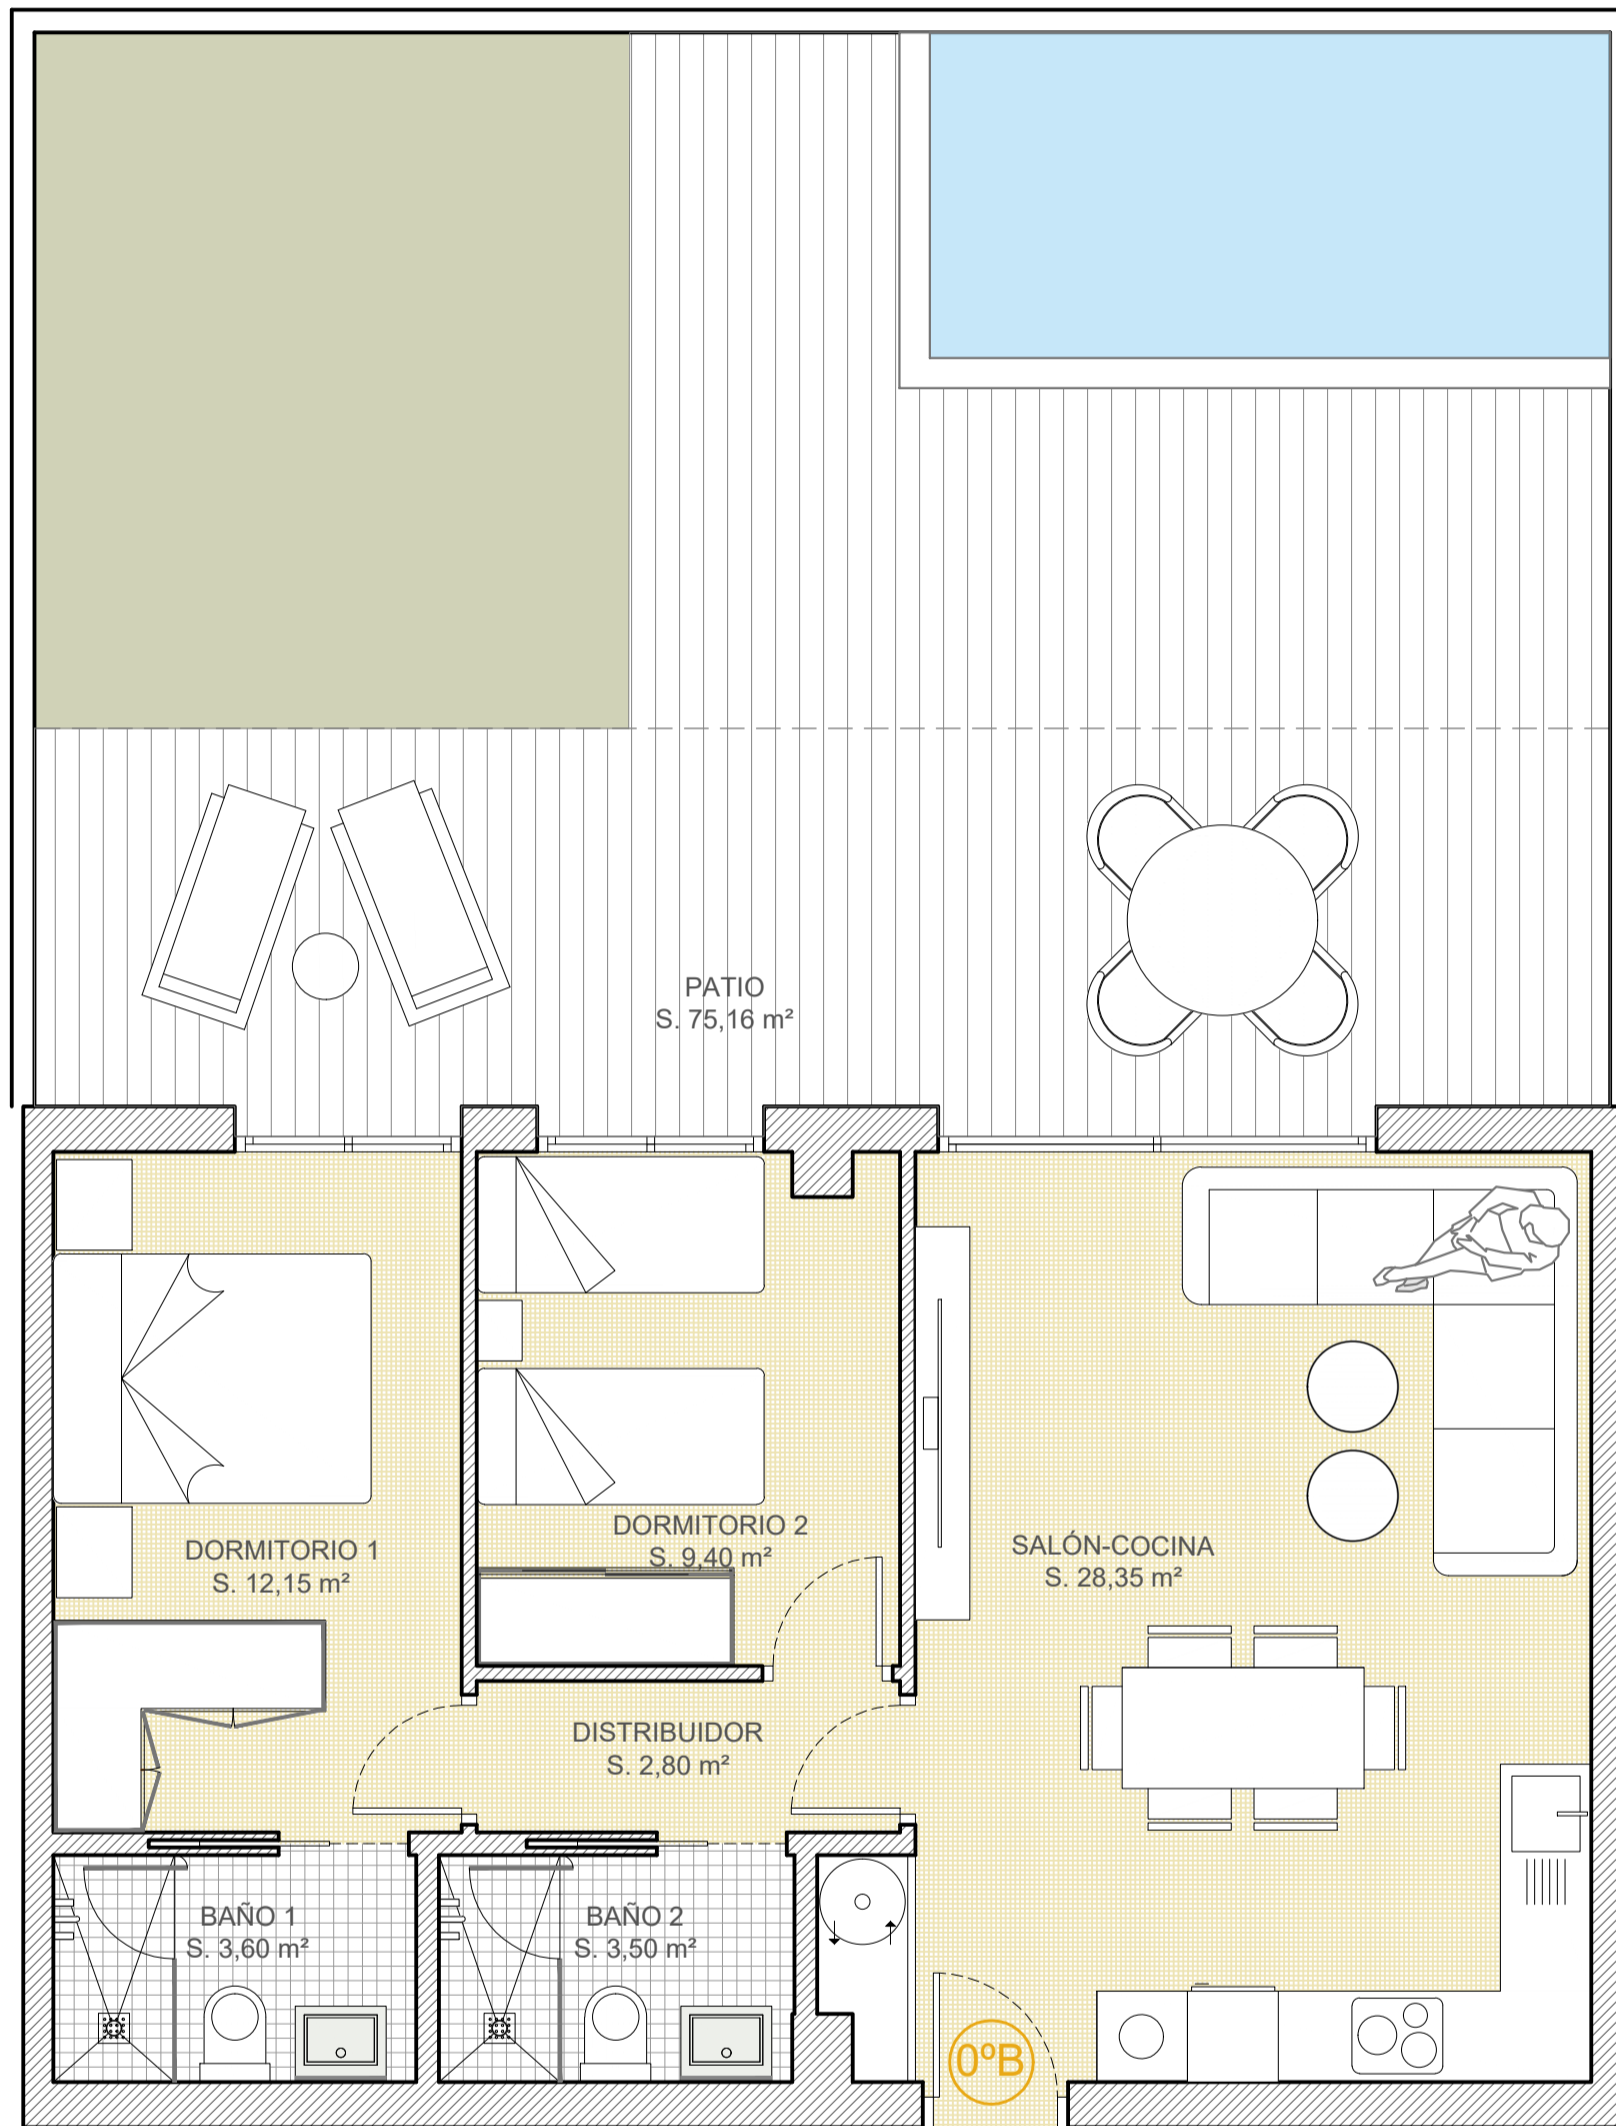 PATIO
S. 75,16 m²
DORMITORIO 1
S. 12,15 m²
DORMITORIO 2
S. 9,40 m²
SALÓN-COCINA
S. 28,35 m²
DISTRIBUIDOR
S. 2,80 m²
BAÑO 1
S. 3,60 m²
BAÑO 2
S. 3,50 m²
0ºB